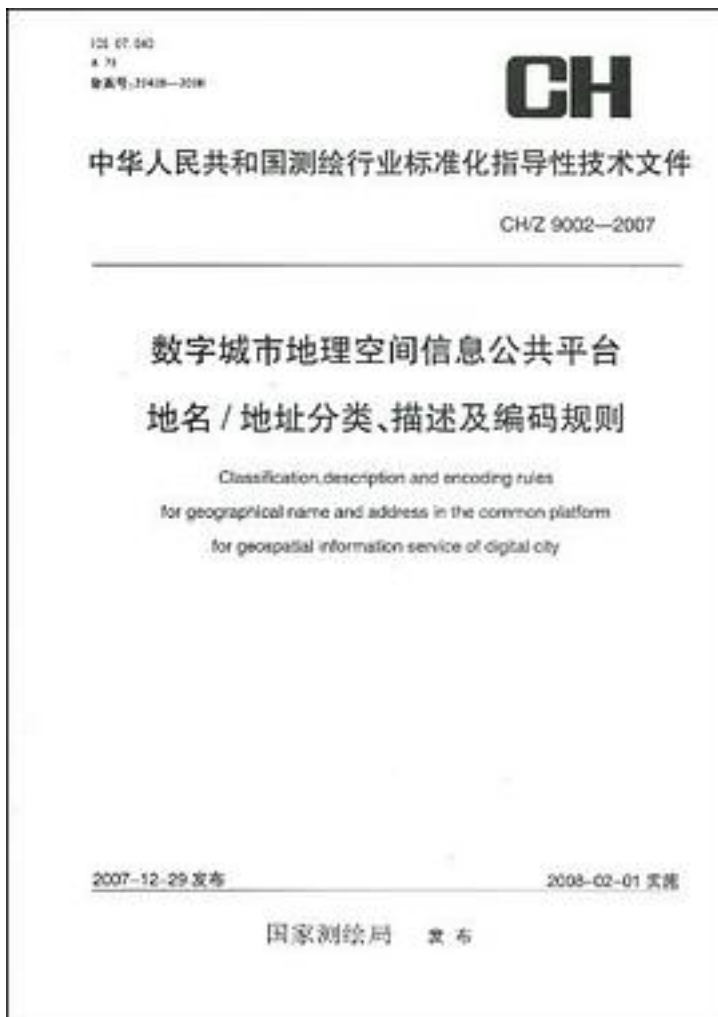 ICS 07.040
A 75
CH
中华人民共和国测绘行业标准化指导性技术文件
CH/Z 9002—2007
数字城市地理空间信息公共平台
地名/地址分类、描述及编码规则
Classification,description and encoding rules
for geographical name and address in the common platform
for geospatial information service of digital city
2007-12-29 发布
2008-02-01 实施
国家测绘局 发布